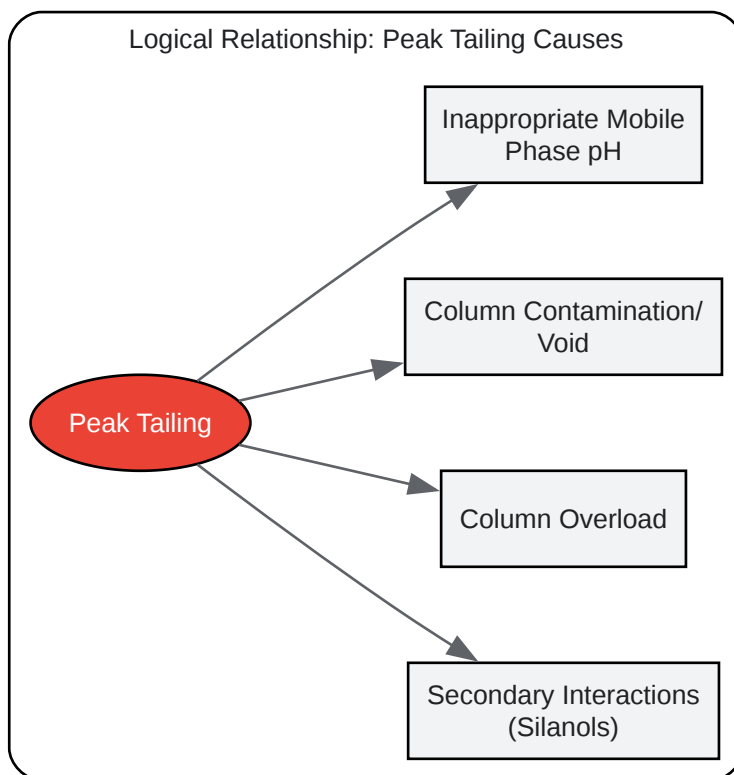 Logical Relationship: Peak Tailing Causes
Inappropriate Mobile
Phase pH
Column Contamination/
Void
Peak Tailing
Column Overload
Secondary Interactions
(Silanols)